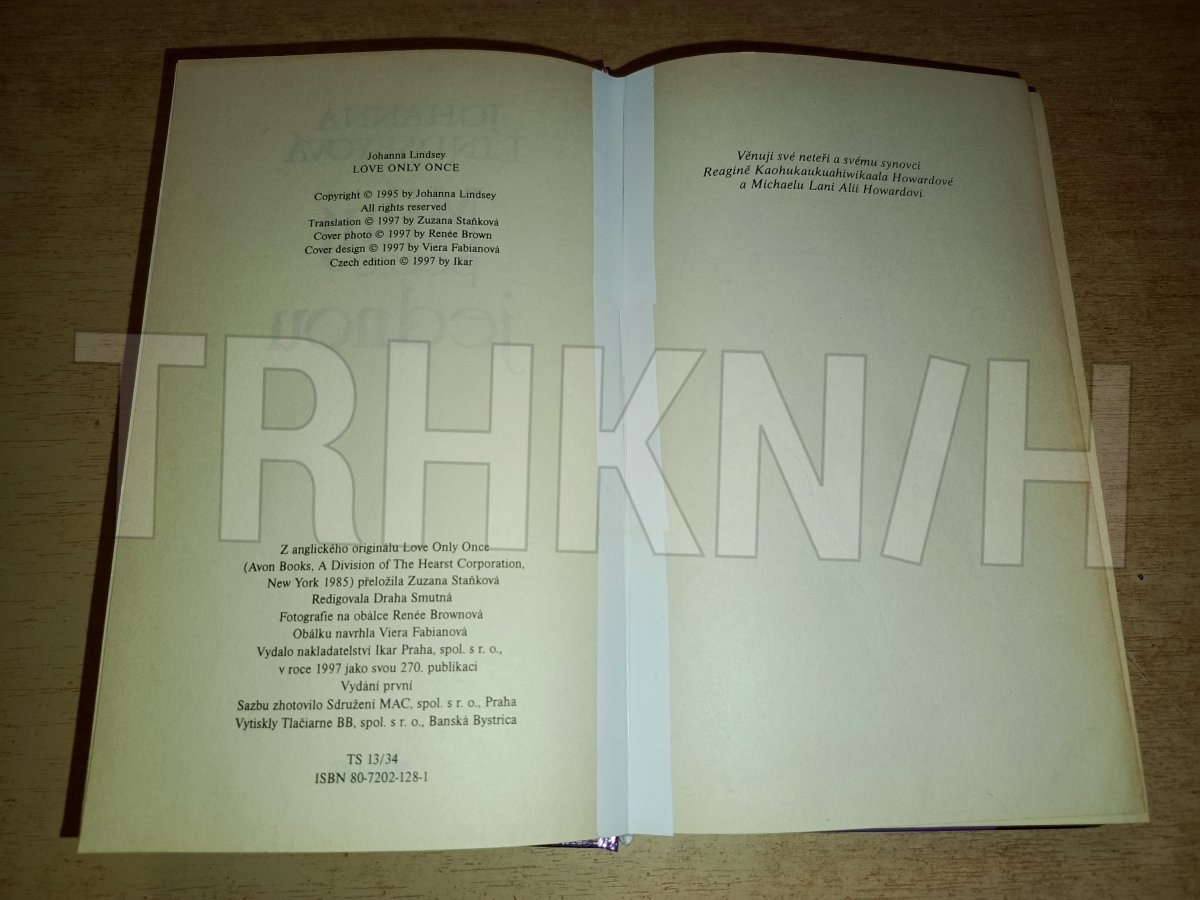 Johanna Lindsey
LOVE ONLY ONCE
Copyright © 1995 by Johanna Lindsey
All rights reserved
Translation © 1997 by Zuzana Staňková
Cover photo © 1997 by Renée Brown
Cover design © 1997 by Viera Fabianová
Czech edition © 1997 by Ikar
jednou
Z anglického originálu Love Only Once
(Avon Books, A Division of The Hearst Corporation,
New York 1985) přeložila Zuzana Staňková
Redigovala Draha Smutná
Fotografie na obálce Renée Brownová
Obálku navrhla Viera Fabianová
Vydalo nakladatelství Ikar Praha, spol. s r. o.,
v roce 1997 jako svou 270. publikaci
Vydání první
Sazbu zhotovilo Sdružení MAC, spol. s r. o., Praha
Vytiskly Tlačiarne BB, spol. s r. o., Banská Bystrica
TS 13/34
ISBN 80-7202-128-1
Věnuji své neteři a svému synovci
Reagině Kaohukaukuahiwikaala Howardové
a Michaelu Lani Alii Howardovi
TRHKN/H